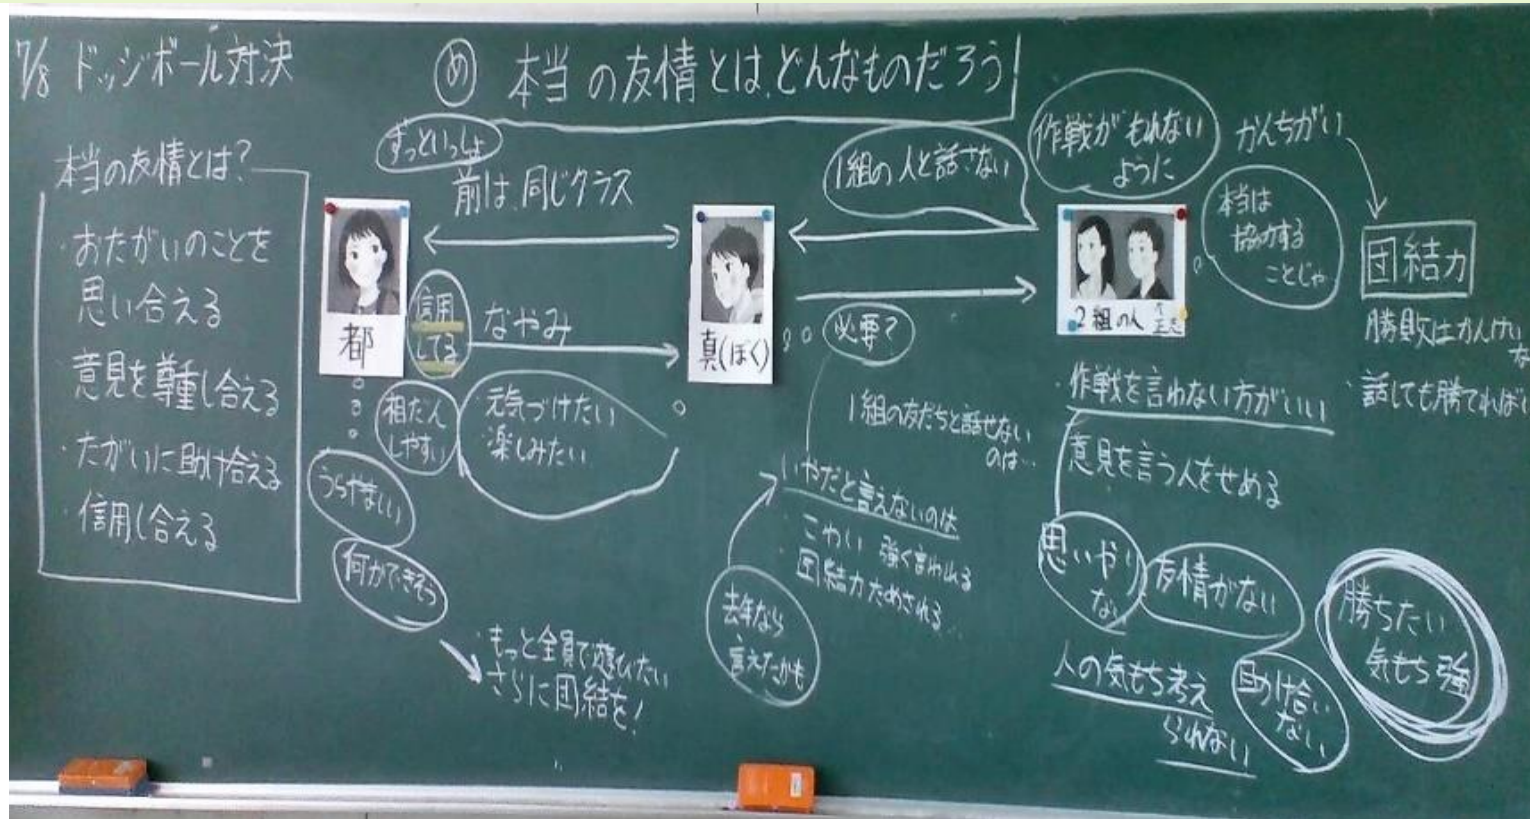 7/8 ドッジボール対決
め 本当の友情とは、どんなものだろう
本当の友情とは?
・おたがいのことを
思い合える
意見を尊重し合える
・たがいに助け合える
・信用し合える
ずっといっしょ
前は、同じクラス
都
信用
してる
なやみ
相だん
しやすい
元気づけたい
楽しみたい
うらやましい
何かできそう
・もっと全員で遊びたい
さらに団結を!
真(ぼく)
1組の人と話さない
必要?
1組の友だちと話せない
のは…
いやだと言えないのは
・こわい 強く言われる
・団結力ためされる…
去年なら
言えたかも
作戦がもれない
ように
かんちがい
2組の人
本当は
協力する
ことじゃ
団結力
勝敗はかんけい
な
・話しても勝てれば
・作戦を言わない方がいい
意見を言う人をせめる
思いやり
ない
友情がない
人の気もち考え
られない
助け合い
ない
勝ちたい
気もち強